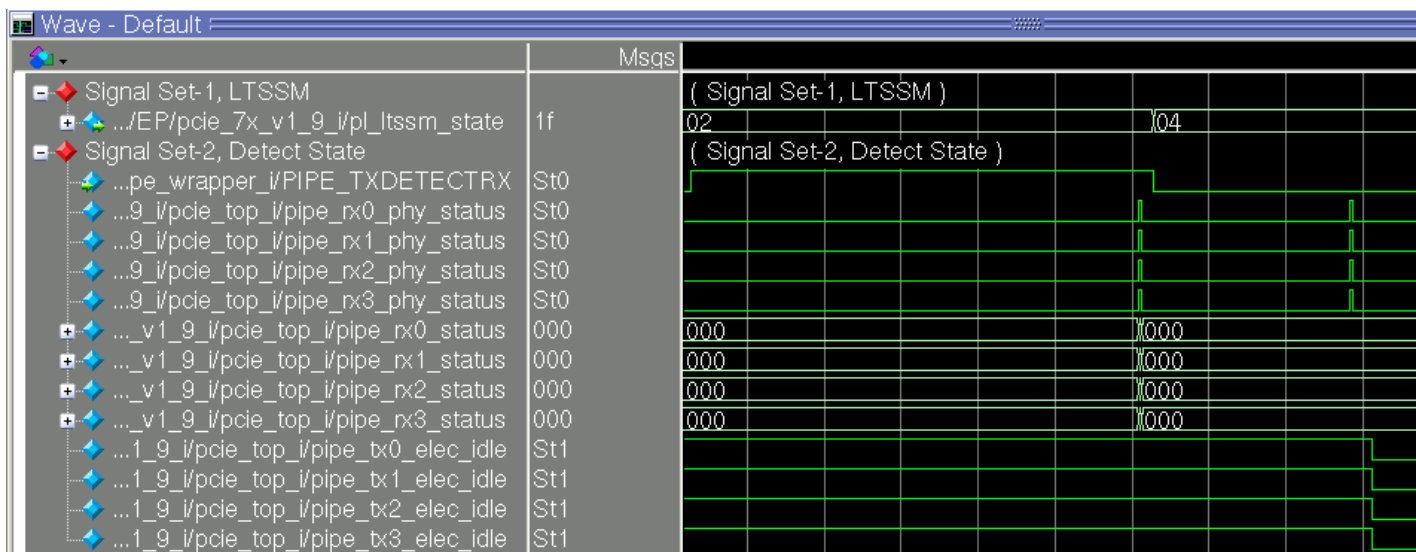 Wave - Default
Msgs
Signal Set-1, LTSSM ( Signal Set-1, LTSSM )
.../EP/pcie_7x_v1_9_i/pl_ltssm_state 1f 02 04
Signal Set-2, Detect State ( Signal Set-2, Detect State )
...pe_wrapper_i/PIPE_TXDETECTRX St0
...9_i/pcie_top_i/pipe_rx0_phy_status St0
...9_i/pcie_top_i/pipe_rx1_phy_status St0
...9_i/pcie_top_i/pipe_rx2_phy_status St0
...9_i/pcie_top_i/pipe_rx3_phy_status St0
..._v1_9_i/pcie_top_i/pipe_rx0_status 000 000 000
..._v1_9_i/pcie_top_i/pipe_rx1_status 000 000 000
..._v1_9_i/pcie_top_i/pipe_rx2_status 000 000 000
..._v1_9_i/pcie_top_i/pipe_rx3_status 000 000 000
...1_9_i/pcie_top_i/pipe_tx0_elec_idle St1
...1_9_i/pcie_top_i/pipe_tx1_elec_idle St1
...1_9_i/pcie_top_i/pipe_tx2_elec_idle St1
...1_9_i/pcie_top_i/pipe_tx3_elec_idle St1